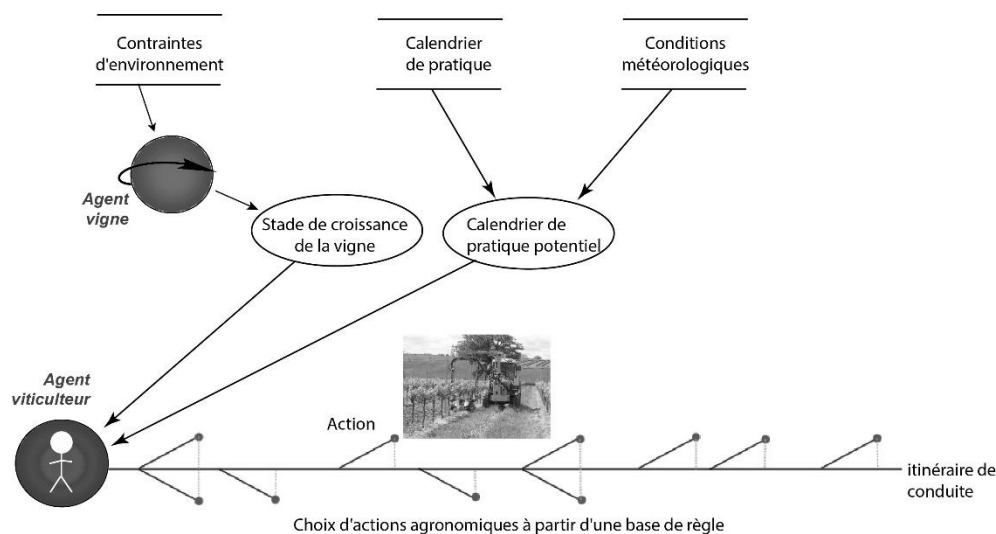 Contraintes
d'environnement
Calendrier
de pratique
Conditions
météorologiques
Agent
vigne
Stade de croissance
de la vigne
Calendrier de
pratique potentiel
Agent
viticulteur
Action
itinéraire de
conduite
Choix d'actions agronomiques à partir d'une base de règle